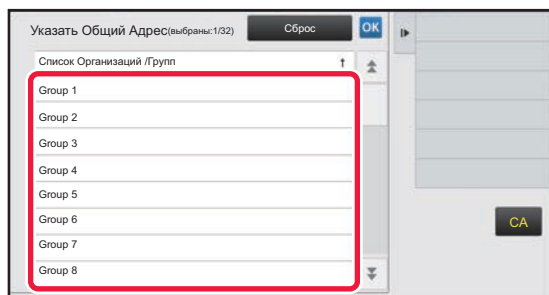 Указать Общий Адрес(выбраны:1/32) Сброс OK
Список Организаций /Групп ↑
Group 1
Group 2
Group 3
Group 4
Group 5
Group 6
Group 7
Group 8
CA